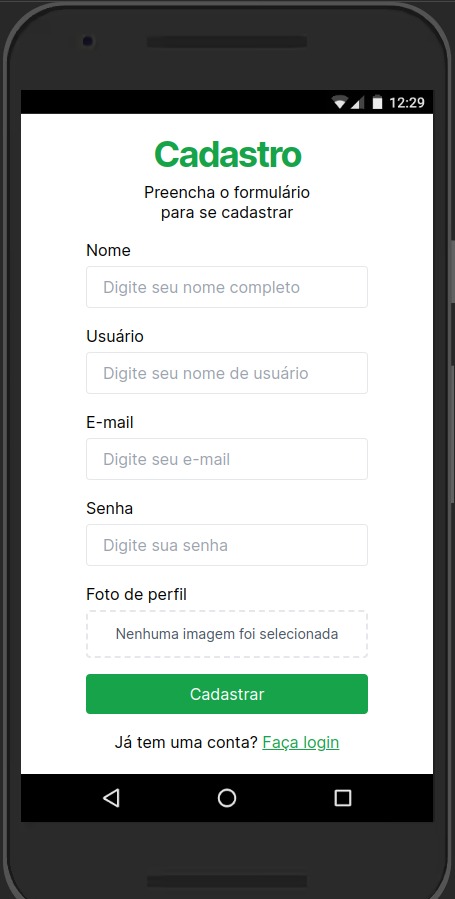 12:29
Cadastro
Preencha o formulário
para se cadastrar
Nome
Digite seu nome completo
Usuário
Digite seu nome de usuário
E-mail
Digite seu e-mail
Senha
Digite sua senha
Foto de perfil
Nenhuma imagem foi selecionada
Cadastrar
Já tem uma conta? Faça login